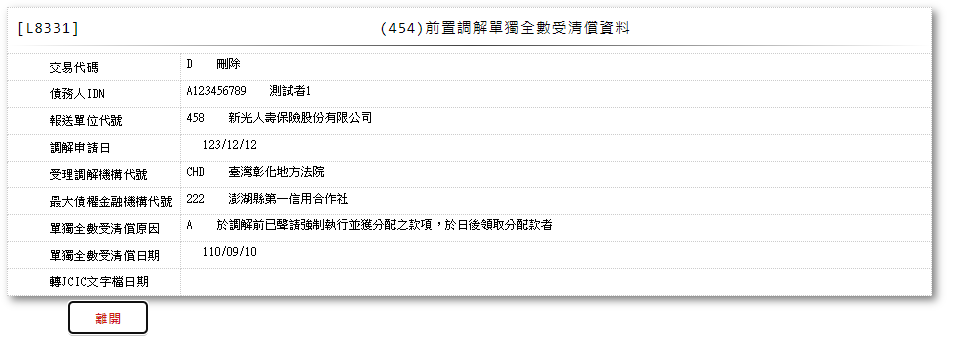 [L8331] (454)前置調解單獨全數受清償資料
交易代碼 D 刪除
債務人IDN A123456789 測試者1
報送單位代號 458 新光人壽保險股份有限公司
調解申請日 123/12/12
受理調解機構代號 CHD 臺灣彰化地方法院
最大債權金融機構代號 222 澎湖縣第一信用合作社
單獨全數受清償原因 A 於調解前已聲請強制執行並獲分配之款項，於日後領取分配款者
單獨全數受清償日期 110/09/10
轉JCIC文字檔日期
離開